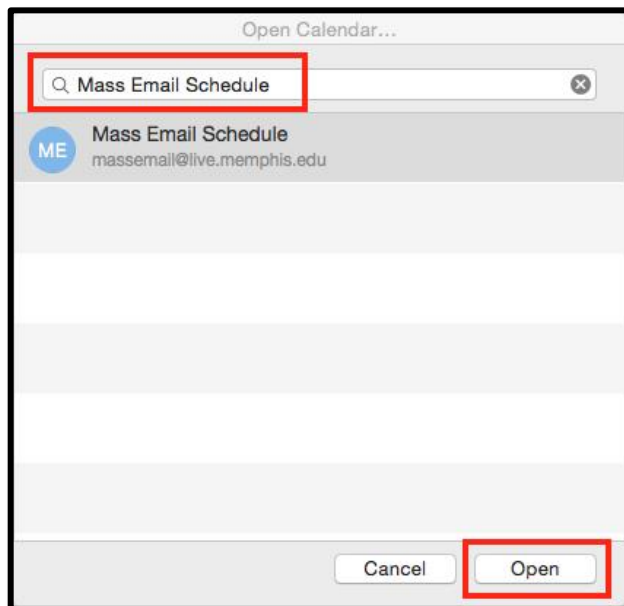 Open Calendar...
Mass Email Schedule
Mass Email Schedule
ME
massemail@live.memphis.edu
Cancel
Open